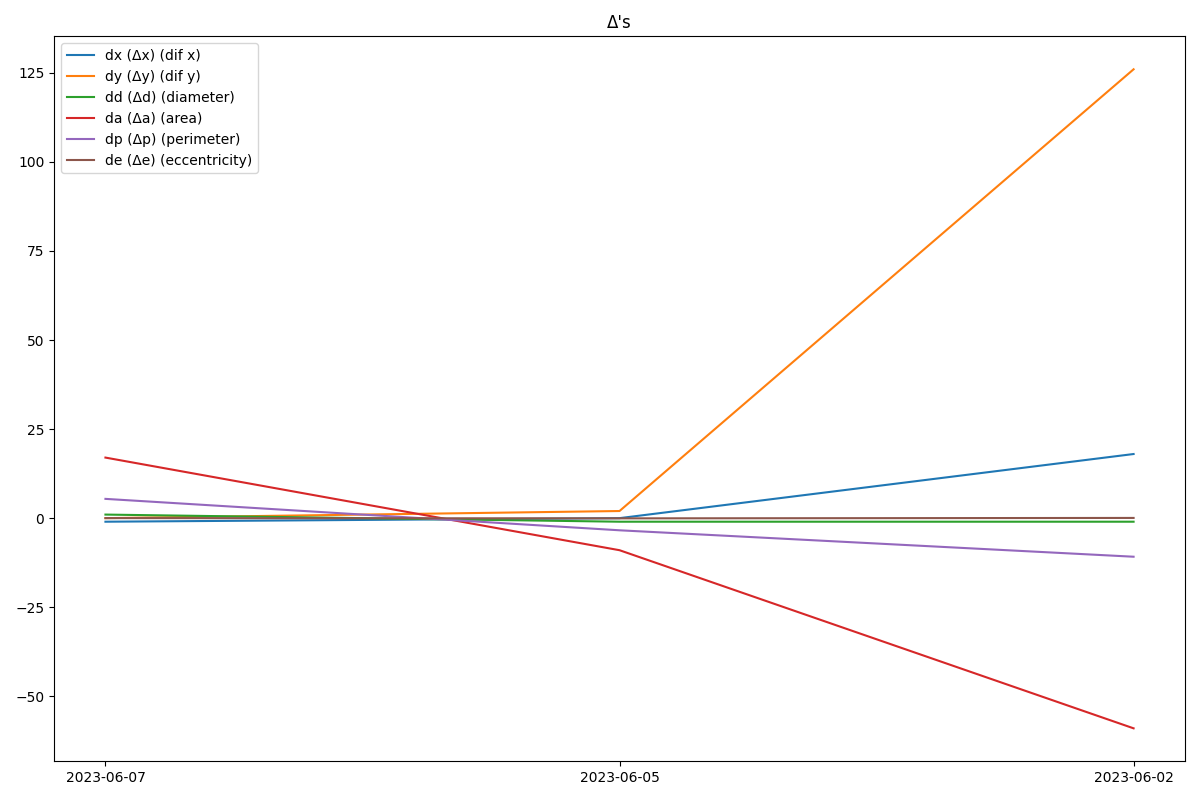 Δ's
dx (Δx) (dif x)
dy (Δy) (dif y)
dd (Δd) (diameter)
da (Δa) (area)
dp (Δp) (perimeter)
de (Δe) (eccentricity)
125
100
75
50
25
0
−25
−50
2023-06-07
2023-06-05
2023-06-02